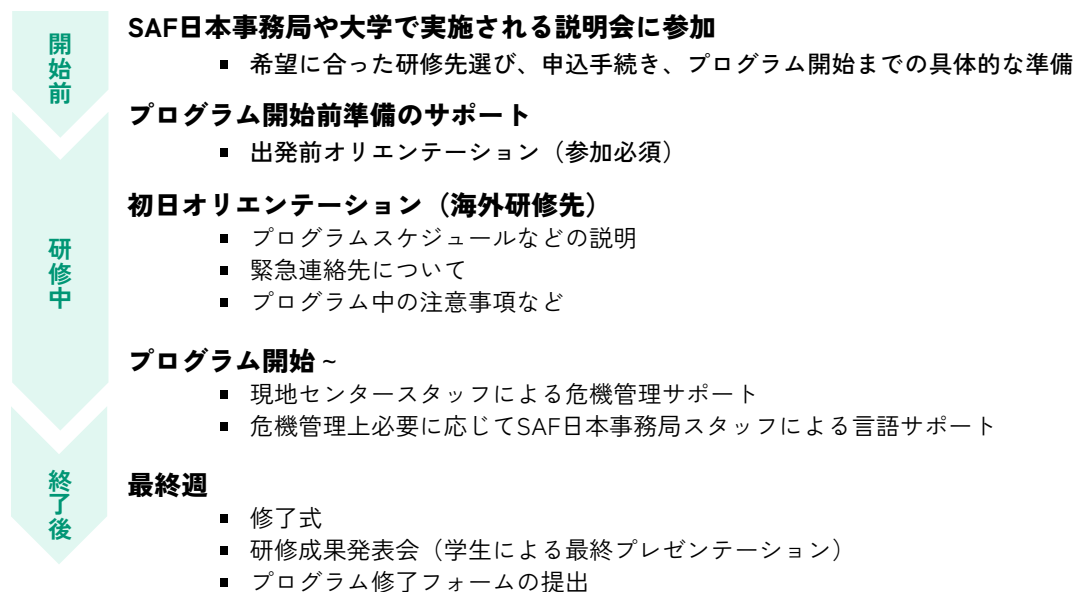 開始前
SAF日本事務局や大学で実施される説明会に参加
▪ 希望に合った研修先選び、申込手続き、プログラム開始までの具体的な準備
プログラム開始前準備のサポート
▪ 出発前オリエンテーション（参加必須）
研修中
初日オリエンテーション（海外研修先）
▪ プログラムスケジュールなどの説明
▪ 緊急連絡先について
▪ プログラム中の注意事項など
プログラム開始 ~
▪ 現地センタースタッフによる危機管理サポート
▪ 危機管理上必要に応じてSAF日本事務局スタッフによる言語サポート
終了後
最終週
▪ 修了式
▪ 研修成果発表会（学生による最終プレゼンテーション）
▪ プログラム修了フォームの提出